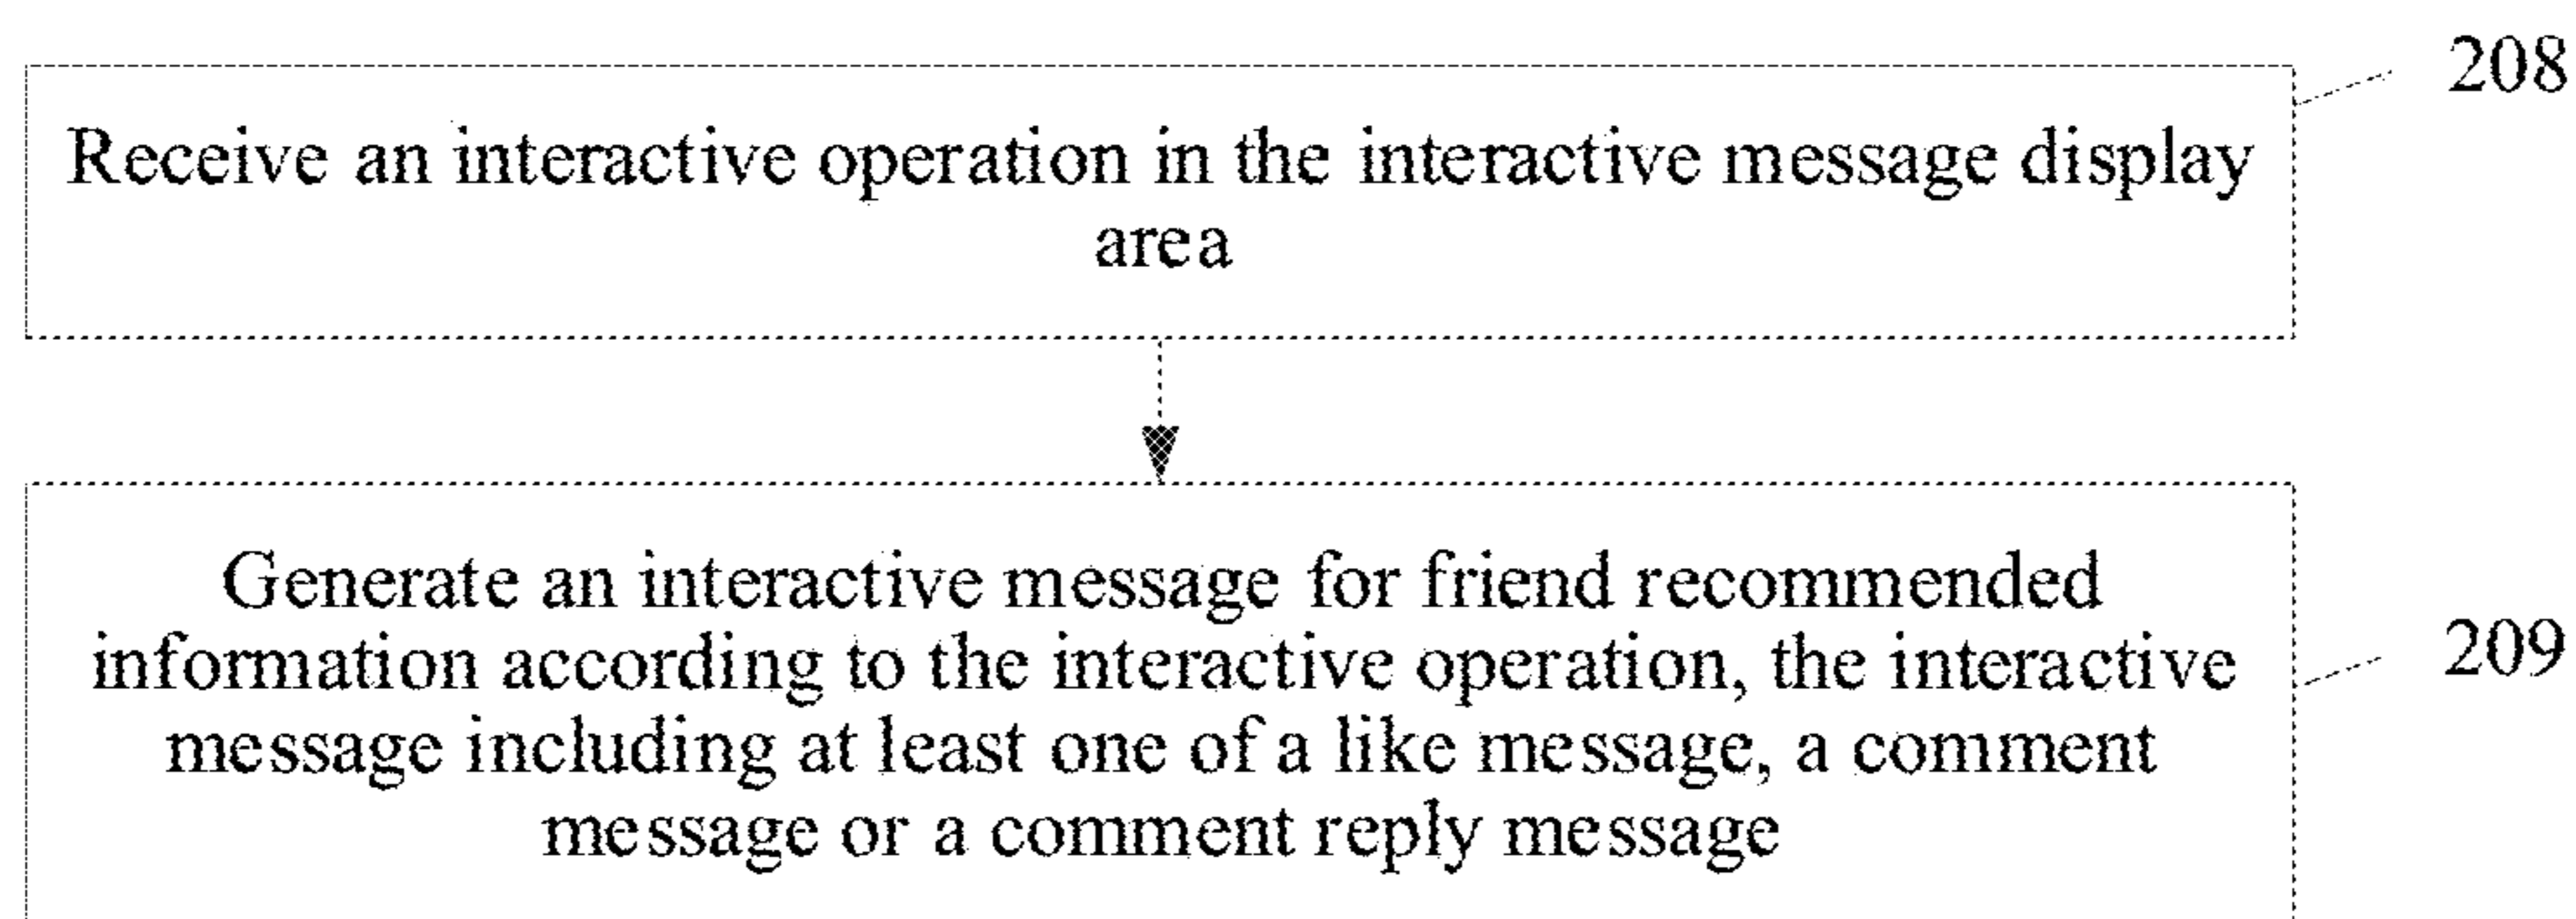 208
Receive an interactive operation in the interactive message display
area
Generate an interactive message for friend recommended
information according to the interactive operation, the interactive
209
message including at least one of a like message, a comment
message or a comment reply message